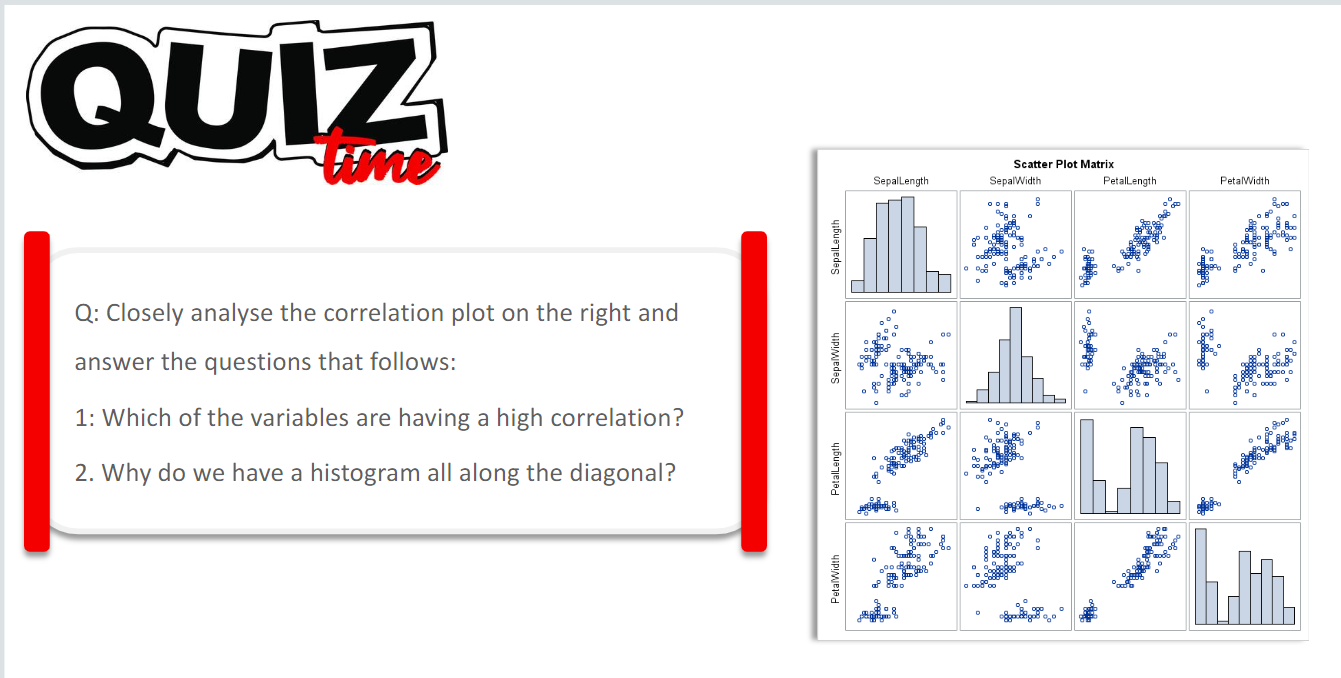 QUIZ
time
Q: Closely analyse the correlation plot on the right and
answer the questions that follows:
1: Which of the variables are having a high correlation?
2. Why do we have a histogram all along the diagonal?
Scatter Plot Matrix
SepalLength SepalWidth PetalLength PetalWidth
SepalLength
SepalWidth
PetalLength
PetalWidth